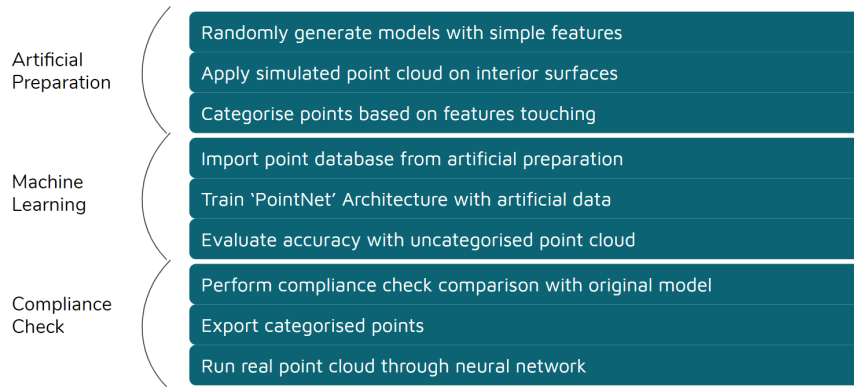 Artificial
Preparation
Randomly generate models with simple features
Apply simulated point cloud on interior surfaces
Categorise points based on features touching
Machine
Learning
Import point database from artificial preparation
Train ‘PointNet’ Architecture with artificial data
Evaluate accuracy with uncategorised point cloud
Compliance
Check
Perform compliance check comparison with original model
Export categorised points
Run real point cloud through neural network